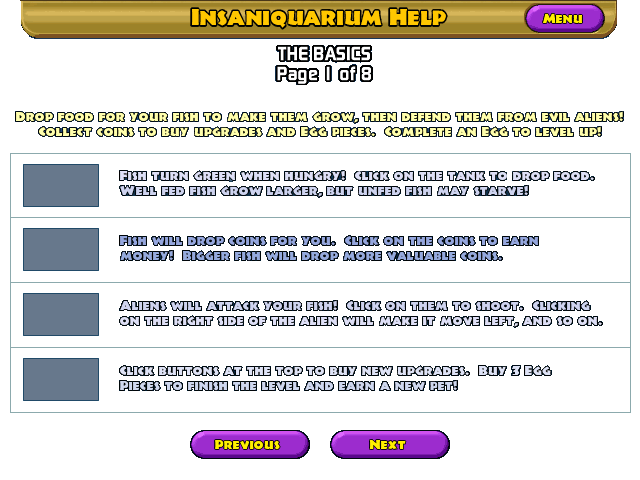 Insaniquarium Help
Menu
THE BASICS
Page 1 of 8
Drop food for your fish to make them grow, then defend them from evil aliens!
Collect coins to buy upgrades and Egg pieces. Complete an Egg to level up!
Fish turn green when hungry! Click on the tank to drop food.
Well fed fish grow larger, but unfed fish may starve!
Fish will drop coins for you. Click on the coins to earn
money! Bigger fish will drop more valuable coins.
Aliens will attack your fish! Click on them to shoot. Clicking
on the right side of the alien will make it move left, and so on.
Click buttons at the top to buy new upgrades. Buy 3 Egg
Pieces to finish the level and earn a new pet!
Previous
Next